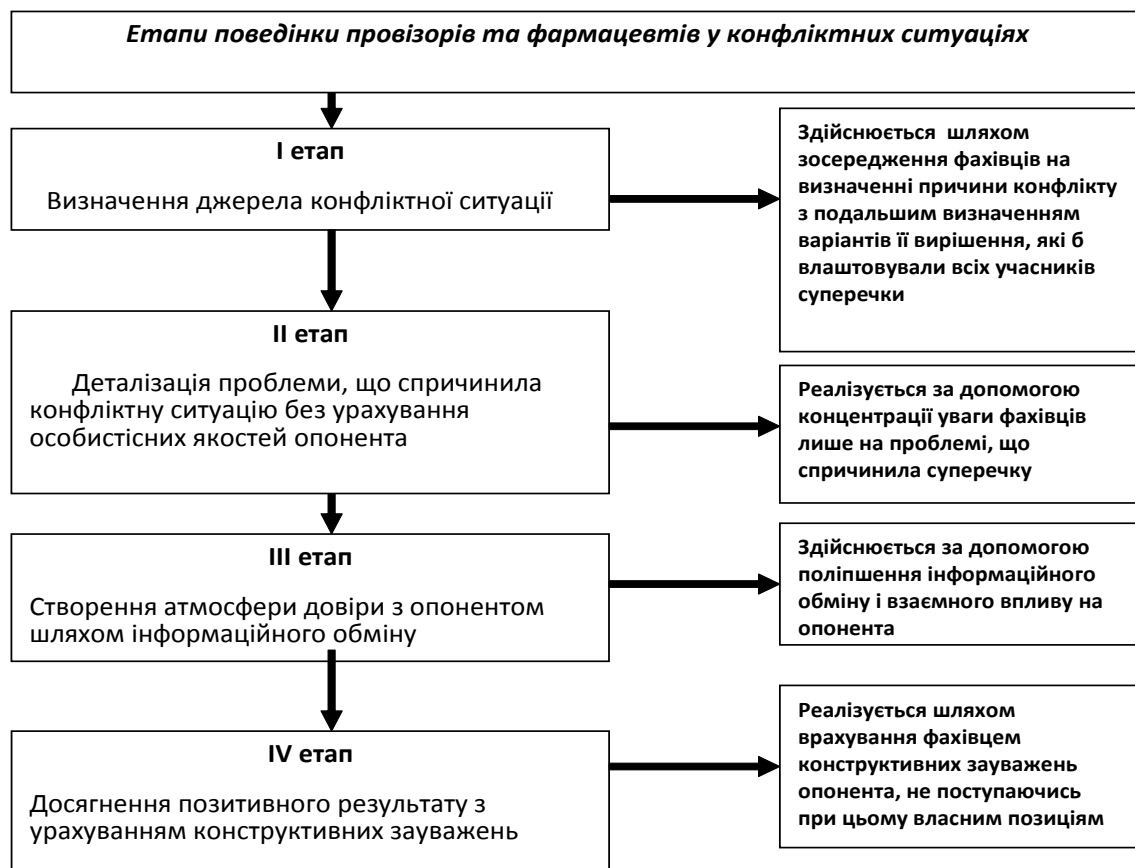 Етапи поведінки провізорів та фармацевтів у конфліктних ситуаціях
І етап
Визначення джерела конфліктної ситуації
Здійснюється шляхом
зосередження фахівців на
визначенні причини конфлікту
з подальшим визначенням
варіантів її вирішення, які б
влаштовували всіх учасників
суперечки
ІІ етап
Деталізація проблеми, що спричинила
конфліктну ситуацію без урахування
особистісних якостей опонента
Реалізується за допомогою
концентрації уваги фахівців
лише на проблемі, що
спричинила суперечку
ІІІ етап
Створення атмосфери довіри з опонентом
шляхом інформаційного обміну
Здійснюється за допомогою
поліпшення інформаційного
обміну і взаємного впливу на
опонента
IV етап
Досягнення позитивного результату з
урахуванням конструктивних зауважень
Реалізується шляхом
врахування фахівцем
конструктивних зауважень
опонента, не поступаючись
при цьому власним позиціям